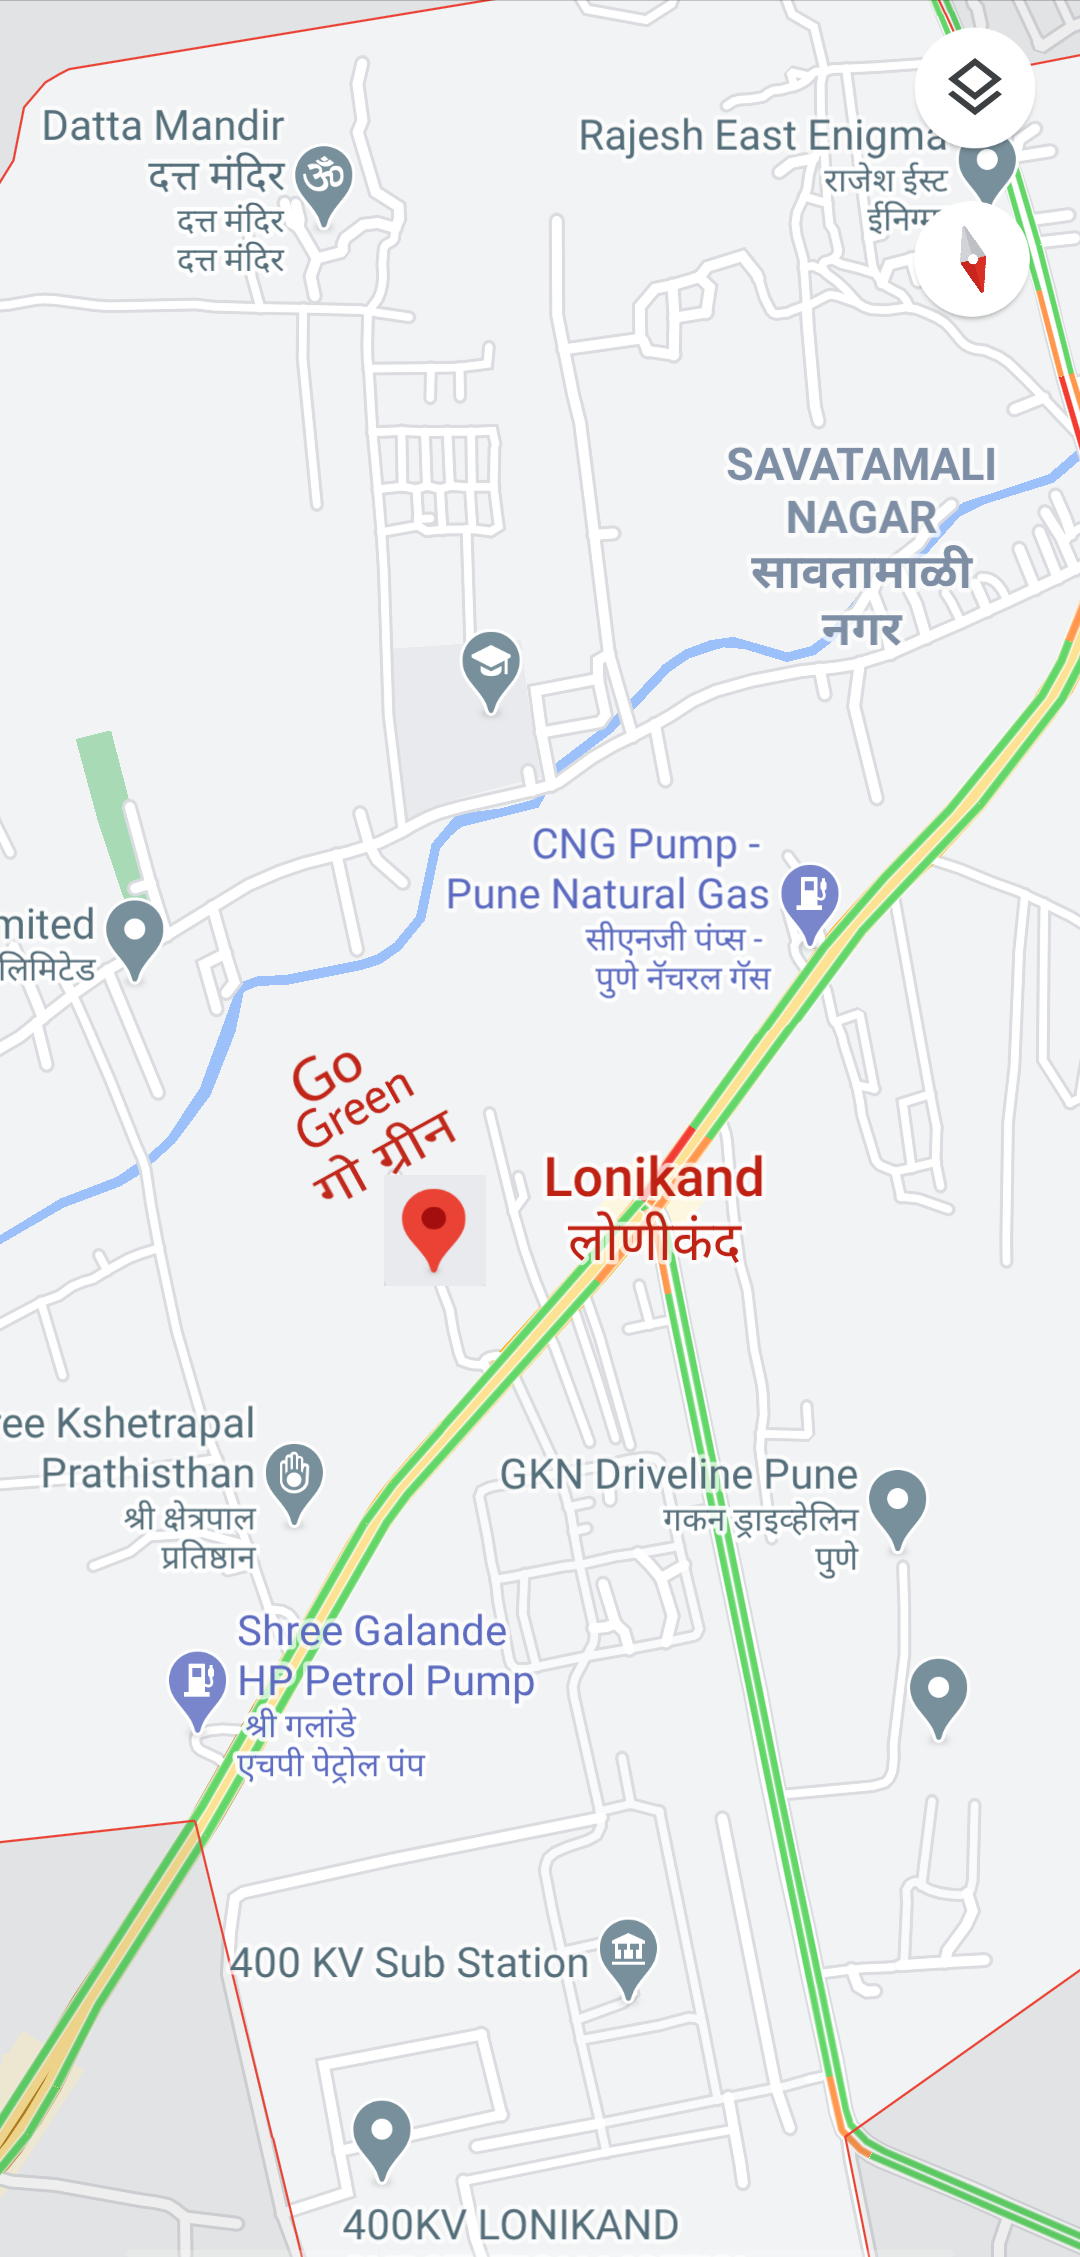 Datta Mandir
दत्त मंदिर
दत्त मंदिर
दत्त मंदिर
Rajesh East Enigma
राजेश ईस्ट
SAVATAMALI
NAGAR
सावतामाळी
नगर
CNG Pump -
Pune Natural Gas
सीएनजी पंप्स -
पुणे नॅचरल गॅस
mited
लिमिटेड
Go
Green
गो ग्रीन
Lonikand
लोणीकंद
ree Kshetrapal
Prathisthan
श्री क्षेत्रपाल
प्रतिष्ठान
GKN Driveline Pune
गकन ड्राइव्हेलिन
पुणे
Shree Galande
HP Petrol Pump
श्री गलांडे
एचपी पेट्रोल पंप
400 KV Sub Station
400KV LONIKAND